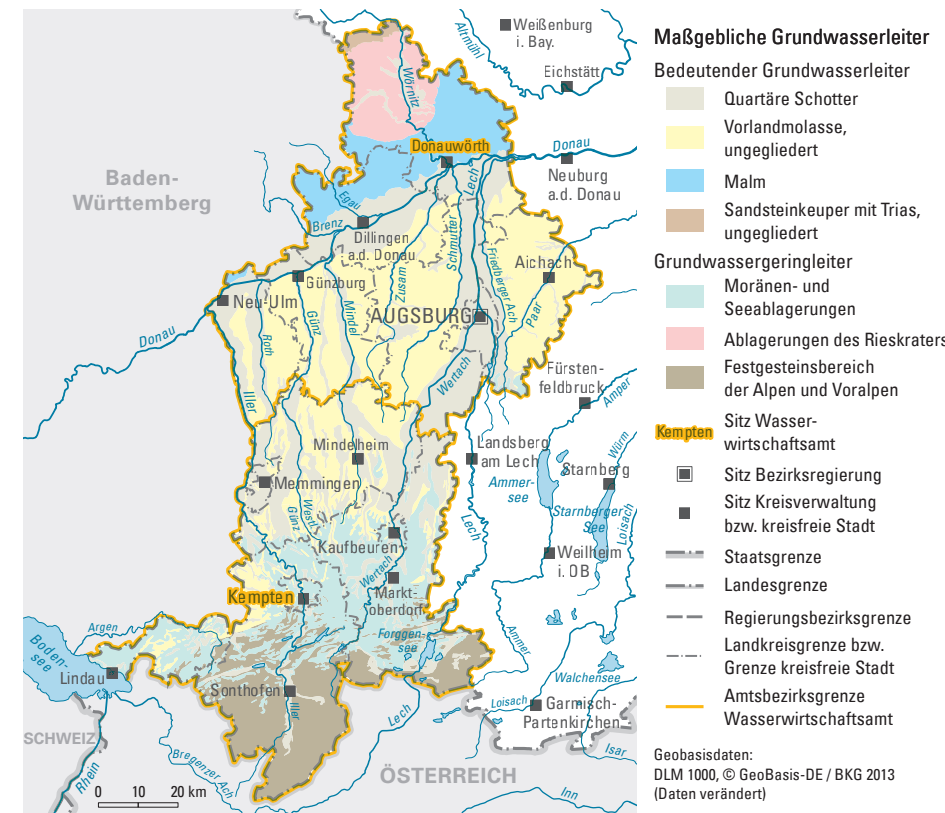 Weißenburg
i. Bay.
Altmühl
Eichstätt
Wörnitz
Donauwörth
Donau
Neuburg
a.d. Donau
Lech
Baden-
Württemberg
Egau
Brenz
Dillingen
a.d. Donau
Zusam
Schmutter
Friedberger Ach
Aichach
Paar
Günzburg
Neu-Ulm
Donau
Roth
Günz
Mindel
AUGSBURG
Wertach
Iller
Fürsten-
feldbruck
Amper
Mindelheim
Landsberg
am Lech
Ammer-
see
Starnberg
Würm
Starnberger
See
Loisach
Memmingen
Westl.
Günz
Lech
Kaufbeuren
Weilheim
i. OB
Wertach
Markt-
oberdorf
Kempten
Argen
Forggen-
see
Ammer
Boden-
see
Lindau
Walchensee
Sonthofen
Iller
Lech
Loisach
Garmisch-
Partenkirchen
SCHWEIZ
Rhein
Bregenzer Ach
ÖSTERREICH
Isar
Inn
0 10 20 km
Maßgebliche Grundwasserleiter
Bedeutender Grundwasserleiter
Quartäre Schotter
Vorlandmolasse,
ungegliedert
Malm
Sandsteinkeuper mit Trias,
ungegliedert
Grundwassergeringleiter
Moränen- und
Seeablagerungen
Ablagerungen des Rieskraters
Festgesteinsbereich
der Alpen und Voralpen
Kempten
Sitz Wasser-
wirtschaftsamt
Sitz Bezirksregierung
Sitz Kreisverwaltung
bzw. kreisfreie Stadt
Staatsgrenze
Landesgrenze
Regierungsbezirksgrenze
Landkreisgrenze bzw.
Grenze kreisfreie Stadt
Amtsbezirksgrenze
Wasserwirtschaftsamt
Geobasisdaten:
DLM 1000, © GeoBasis-DE / BKG 2013
(Daten verändert)